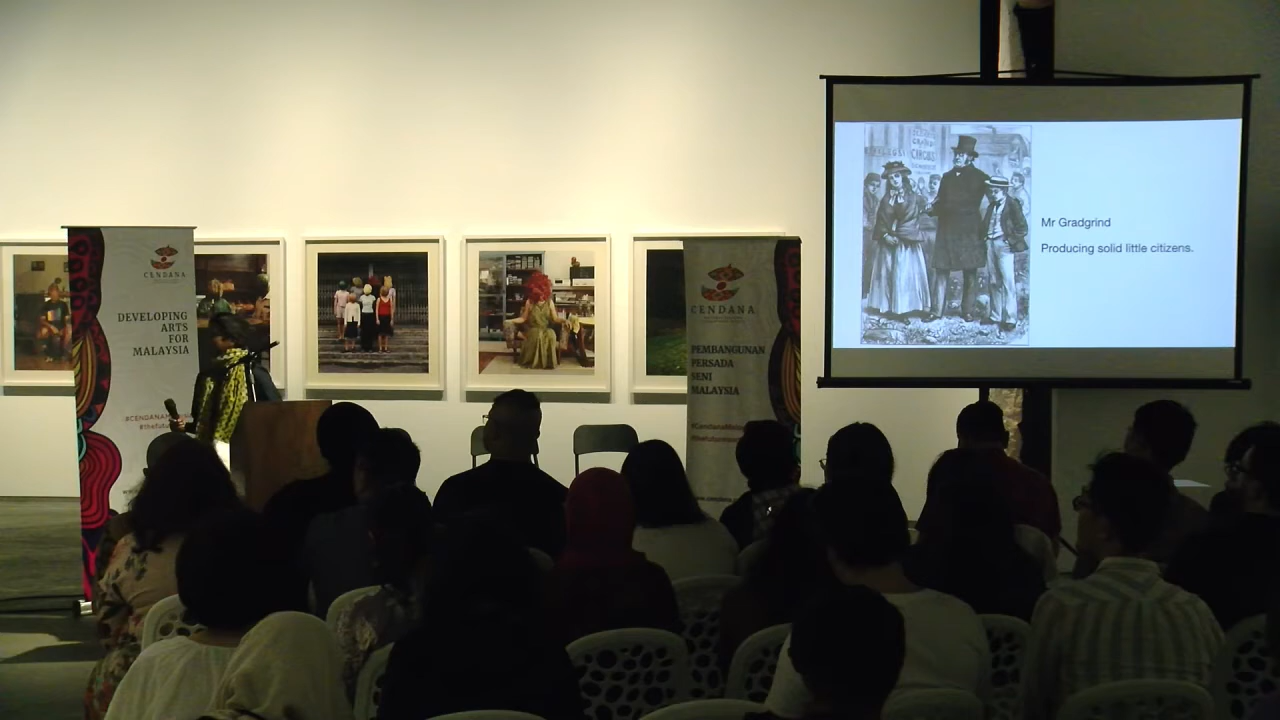 CENDANA
DEVELOPING
ARTS
FOR
MALAYSIA
CENDANA
PEMBANGUNAN
PERSADA
SENI
MALAYSIA
CIRCUS
Mr Gradgrind
Producing solid little citizens.